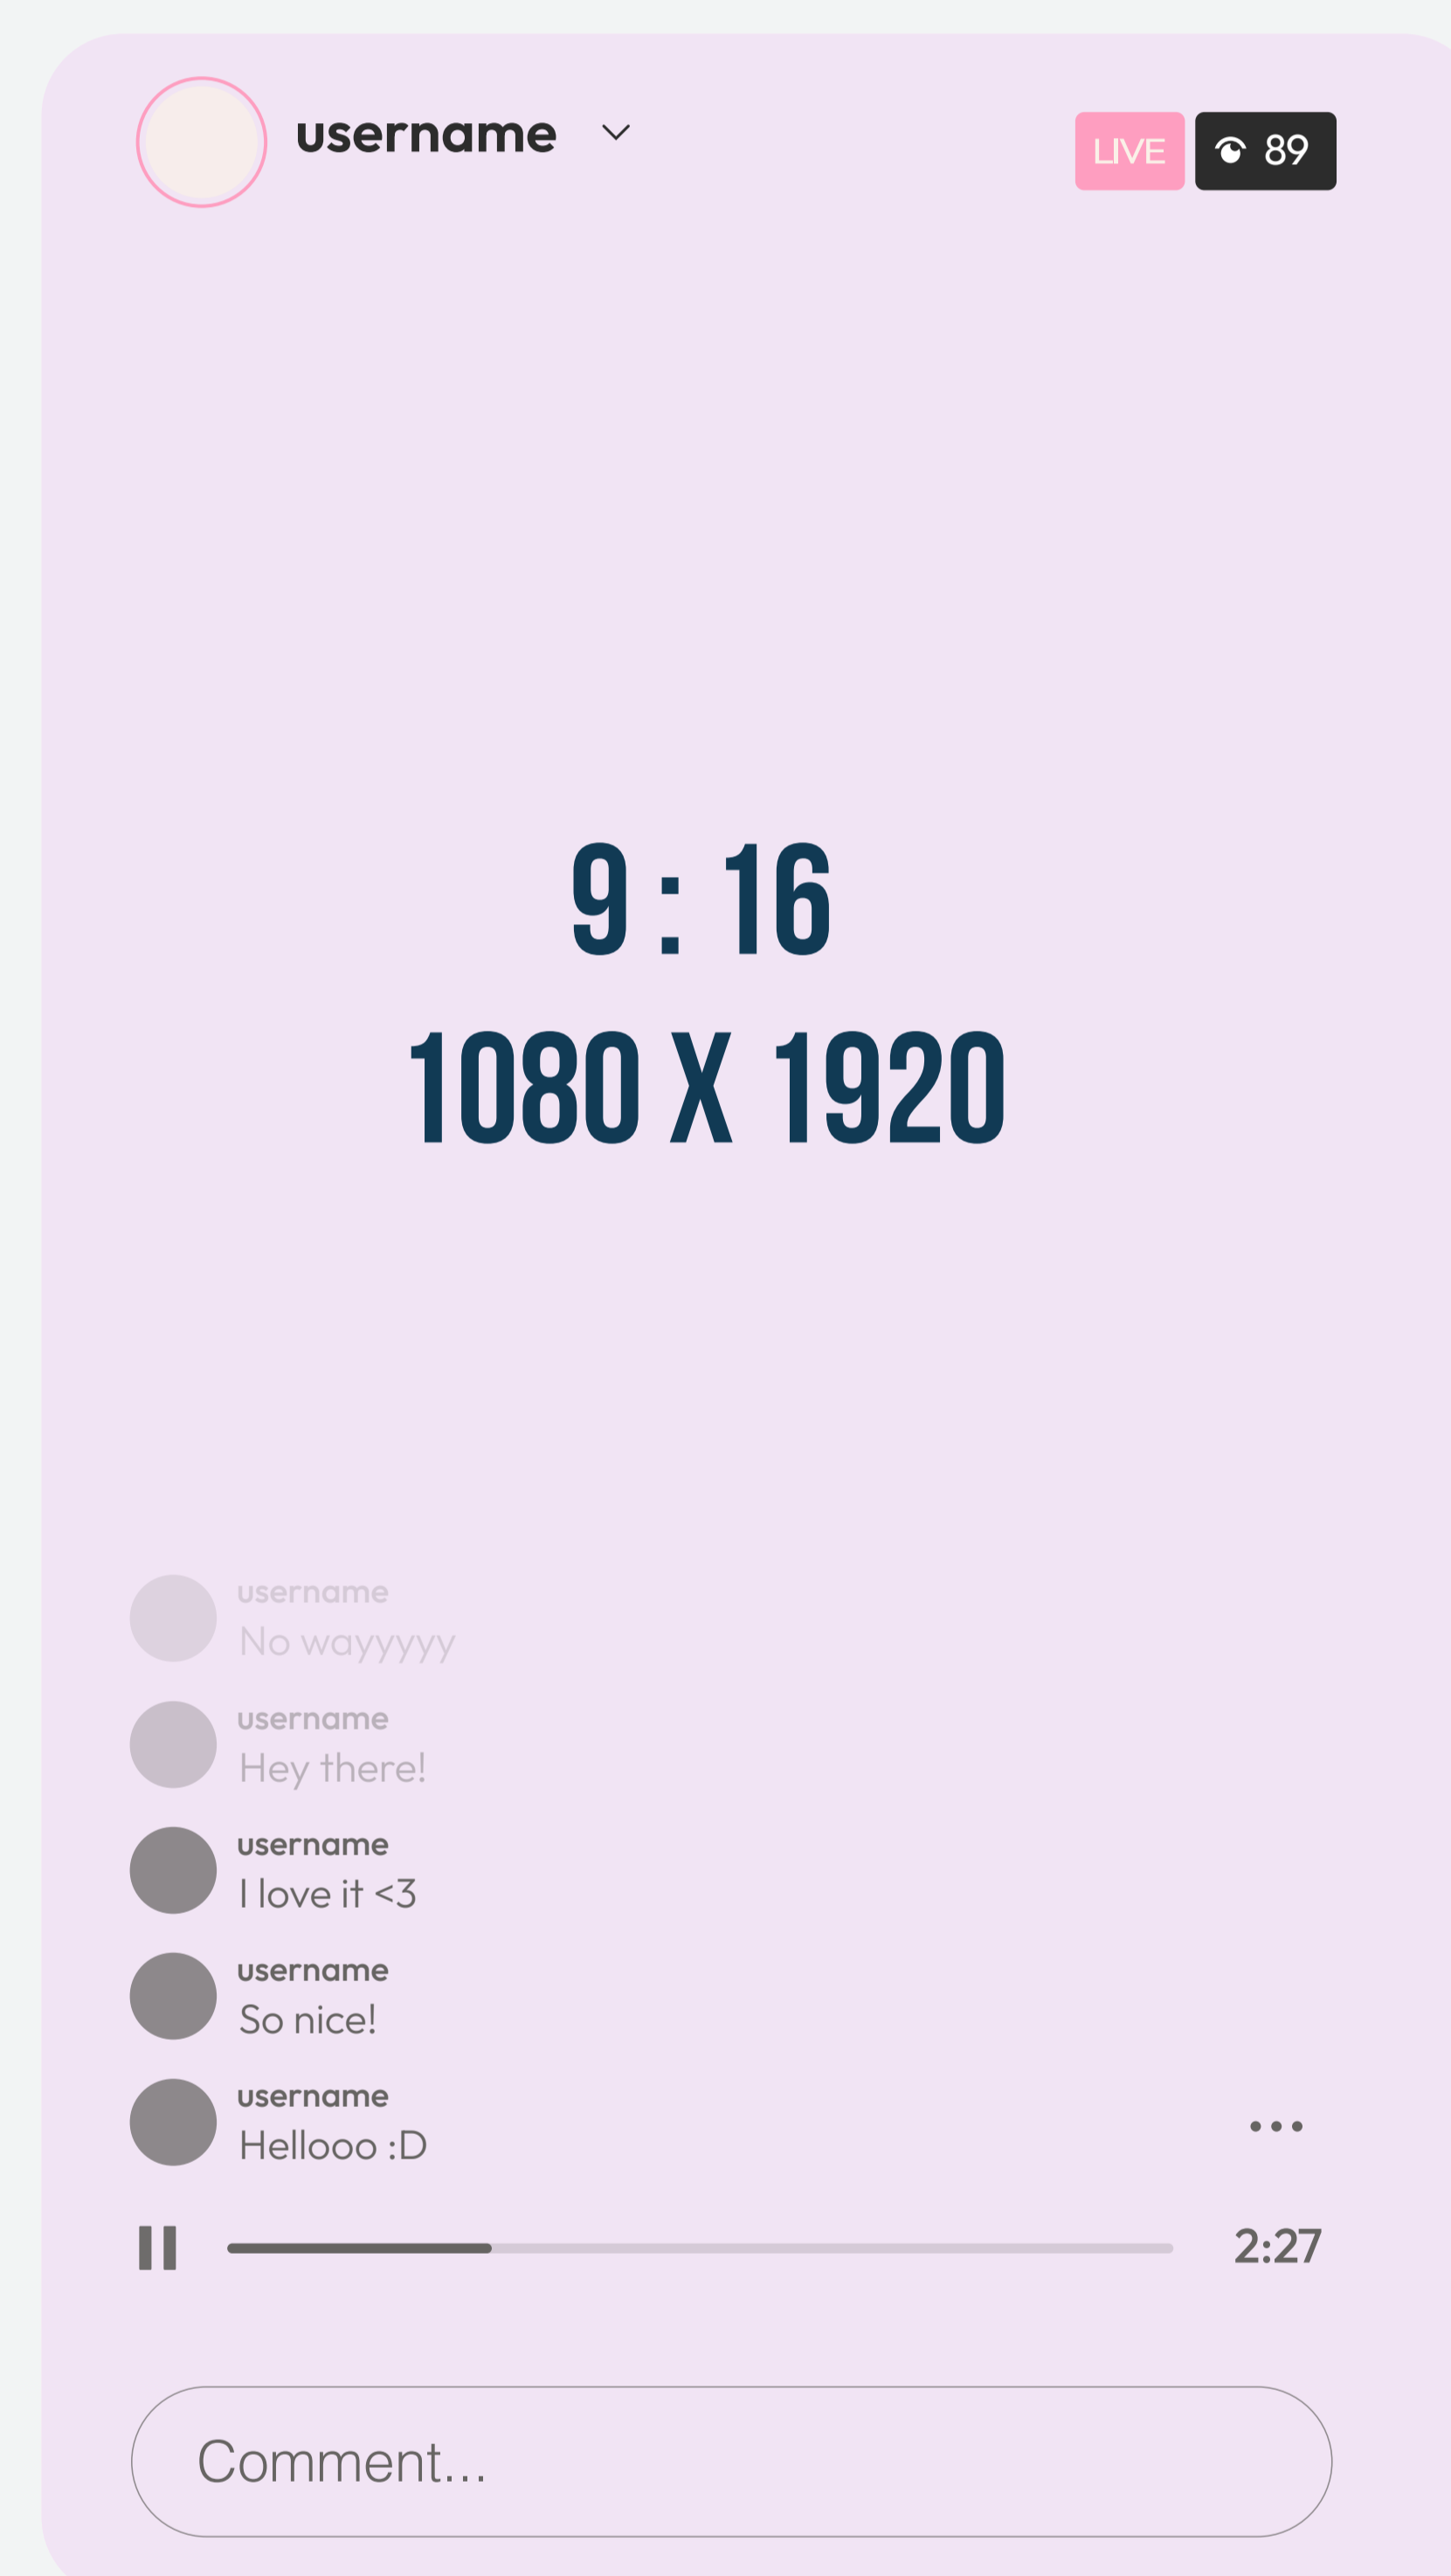 username
LIVE 89
9 : 16
1080 X 1920
username
No wayyyyy
username
Hey there!
username
I love it <3
username
So nice!
username
Hellooo :D
2:27
Comment...